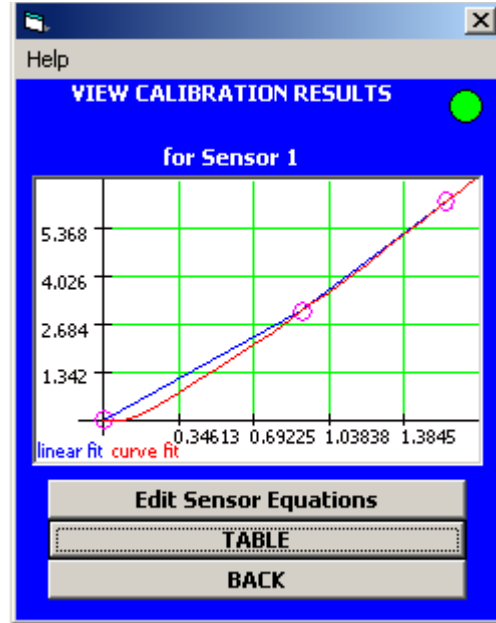 Help
VIEW CALIBRATION RESULTS
for Sensor 1
5.368
4.026
2.684
1.342
0.34613 0.69225 1.03838 1.3845
linear fit curve fit
Edit Sensor Equations
TABLE
BACK